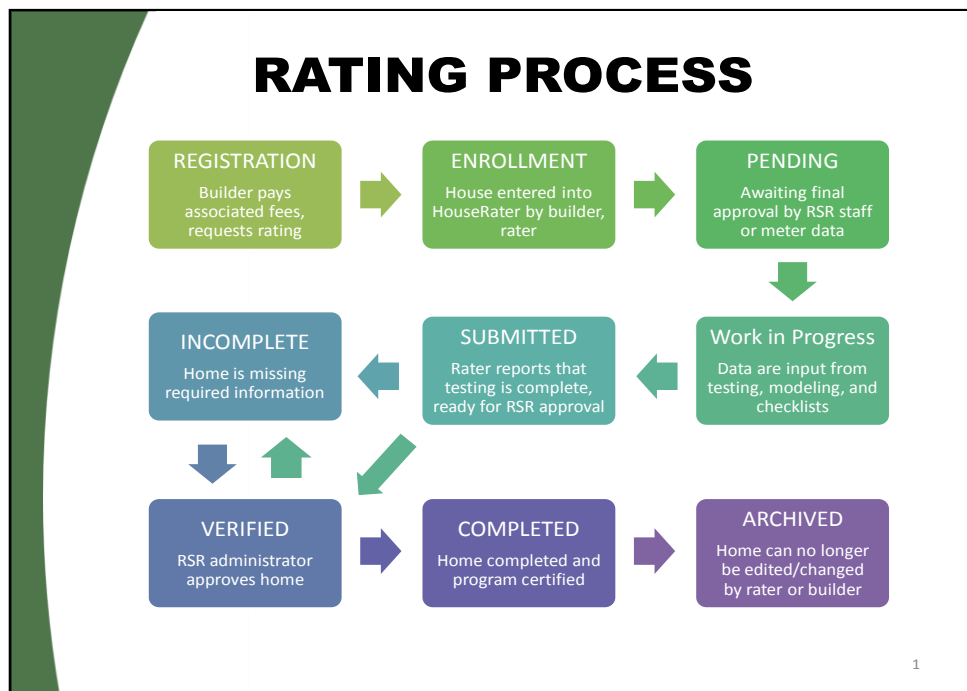 RATING PROCESS
REGISTRATION
Builder pays
associated fees,
requests rating
ENROLLMENT
House entered into
HouseRater by builder,
rater
PENDING
Awaiting final
approval by RSR staff
or meter data
INCOMPLETE
Home is missing
required information
SUBMITTED
Rater reports that
testing is complete,
ready for RSR approval
Work in Progress
Data are input from
testing, modeling, and
checklists
VERIFIED
RSR administrator
approves home
COMPLETED
Home completed and
program certified
ARCHIVED
Home can no longer
be edited/changed
by rater or builder
1